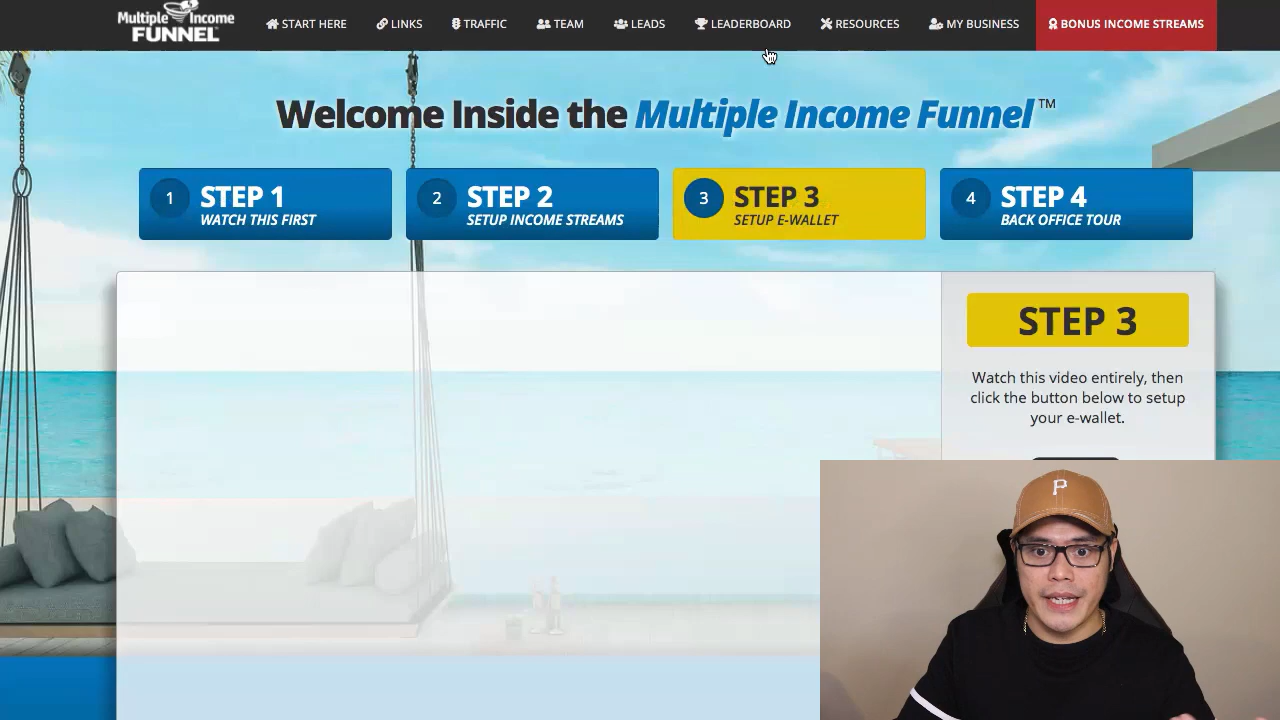 Multiple Income
FUNNEL
START HERE
LINKS
TRAFFIC
TEAM
LEADS
LEADERBOARD
RESOURCES
MY BUSINESS
BONUS INCOME STREAMS
Welcome Inside the Multiple Income Funnel™
1
STEP 1
WATCH THIS FIRST
2
STEP 2
SETUP INCOME STREAMS
3
STEP 3
SETUP E-WALLET
4
STEP 4
BACK OFFICE TOUR
STEP 3
Watch this video entirely, then
click the button below to setup
your e-wallet.
P